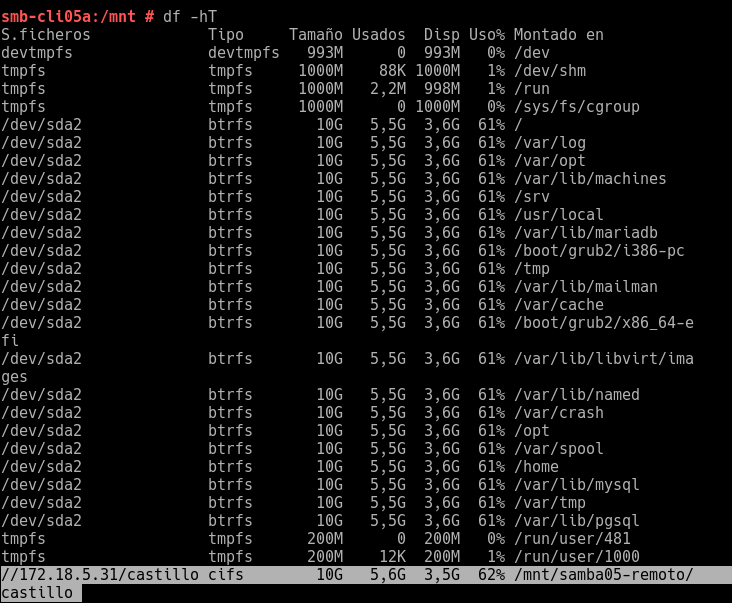 smb-cli05a:/mnt # df -hT
S.ficheros             Tipo     Tamaño Usados  Disp Uso% Montado en
devtmpfs               devtmpfs   993M      0  993M   0% /dev
tmpfs                  tmpfs     1000M    88K 1000M   1% /dev/shm
tmpfs                  tmpfs     1000M   2,2M  998M   1% /run
tmpfs                  tmpfs     1000M      0 1000M   0% /sys/fs/cgroup
/dev/sda2              btrfs       10G   5,5G  3,6G  61% /
/dev/sda2              btrfs       10G   5,5G  3,6G  61% /var/log
/dev/sda2              btrfs       10G   5,5G  3,6G  61% /var/opt
/dev/sda2              btrfs       10G   5,5G  3,6G  61% /var/lib/machines
/dev/sda2              btrfs       10G   5,5G  3,6G  61% /srv
/dev/sda2              btrfs       10G   5,5G  3,6G  61% /usr/local
/dev/sda2              btrfs       10G   5,5G  3,6G  61% /var/lib/mariadb
/dev/sda2              btrfs       10G   5,5G  3,6G  61% /boot/grub2/i386-pc
/dev/sda2              btrfs       10G   5,5G  3,6G  61% /tmp
/dev/sda2              btrfs       10G   5,5G  3,6G  61% /var/lib/mailman
/dev/sda2              btrfs       10G   5,5G  3,6G  61% /var/cache
/dev/sda2              btrfs       10G   5,5G  3,6G  61% /boot/grub2/x86_64-e
fi
/dev/sda2              btrfs       10G   5,5G  3,6G  61% /var/lib/libvirt/ima
ges
/dev/sda2              btrfs       10G   5,5G  3,6G  61% /var/lib/named
/dev/sda2              btrfs       10G   5,5G  3,6G  61% /var/crash
/dev/sda2              btrfs       10G   5,5G  3,6G  61% /opt
/dev/sda2              btrfs       10G   5,5G  3,6G  61% /var/spool
/dev/sda2              btrfs       10G   5,5G  3,6G  61% /home
/dev/sda2              btrfs       10G   5,5G  3,6G  61% /var/lib/mysql
/dev/sda2              btrfs       10G   5,5G  3,6G  61% /var/tmp
/dev/sda2              btrfs       10G   5,5G  3,6G  61% /var/lib/pgsql
tmpfs                  tmpfs      200M      0  200M   0% /run/user/481
tmpfs                  tmpfs      200M    12K  200M   1% /run/user/1000
//172.18.5.31/castillo cifs        10G   5,6G  3,5G  62% /mnt/samba05-remoto/
castillo